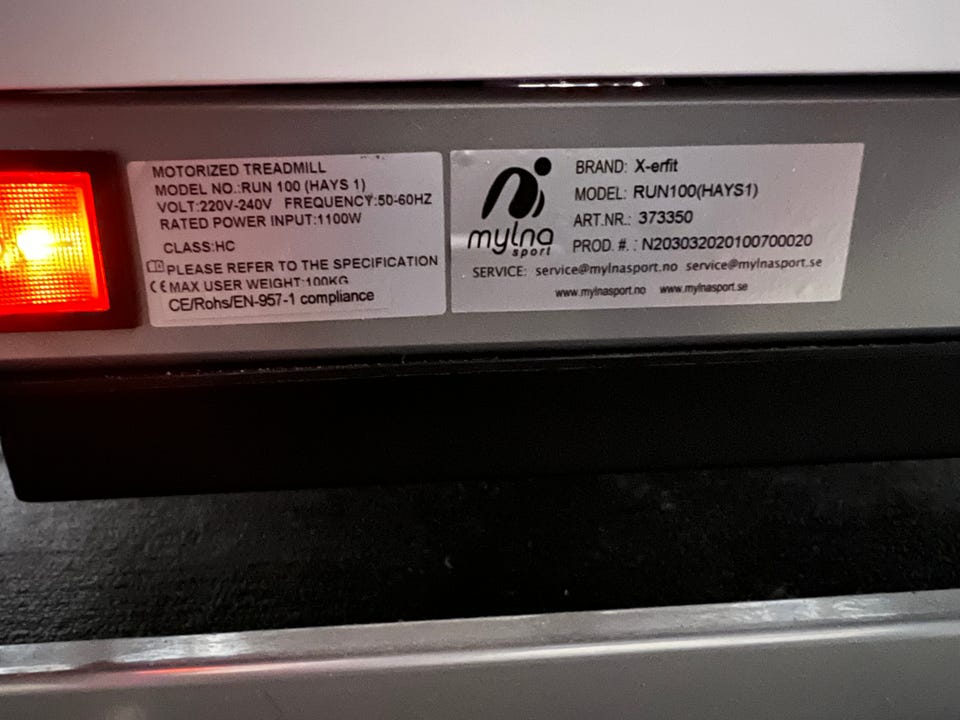 MOTORIZED TREADMILL
MODEL NO.:RUN 100 (HAYS 1)
VOLT:220V-240V FREQUENCY:50-60HZ
RATED POWER INPUT:1100W
CLASS:HC
PLEASE REFER TO THE SPECIFICATION
CE MAX USER WEIGHT:100KG
CE/Rohs/EN-957-1 compliance
mylna
sport
BRAND: X-erfit
MODEL: RUN100(HAYS1)
ART.NR.: 373350
PROD. #. : N203032020100700020
SERVICE: service@mylnasport.no service@mylnasport.se
www.mylnasport.no www.mylnasport.se